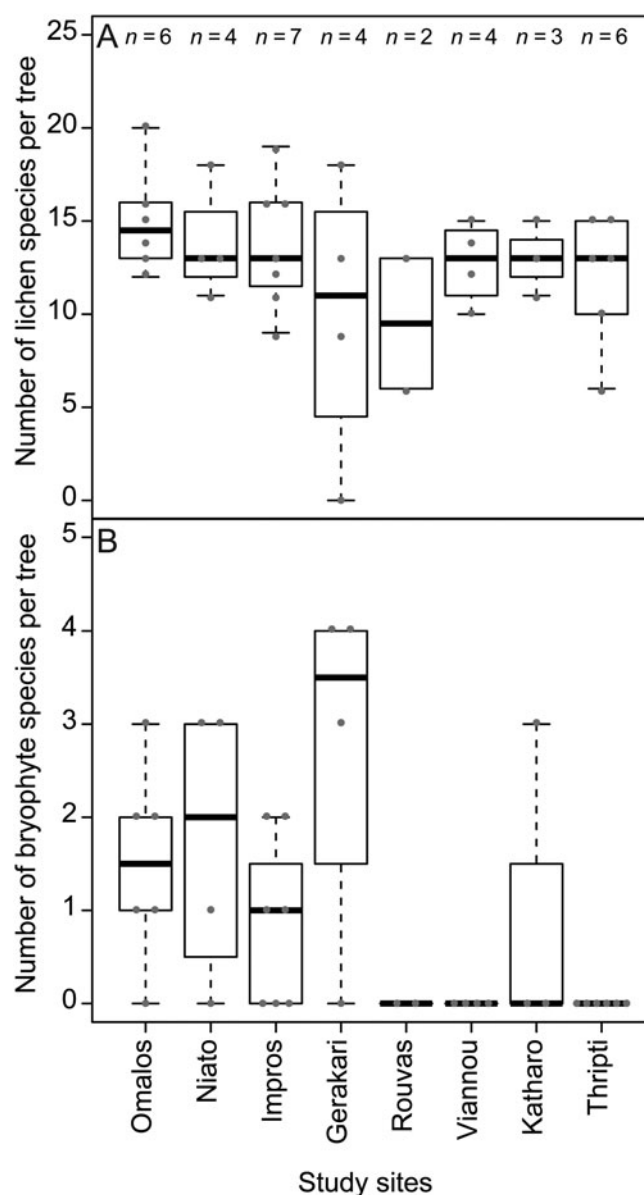 A n = 6 n = 4 n = 7 n = 4 n = 2 n = 4 n = 3 n = 6
Number of lichen species per tree
25
20
15
10
5
0
B
Number of bryophyte species per tree
5
4
3
2
1
0
Omalos
Niato
Impros
Gerakari
Rouvas
Viannou
Katharo
Thripti
Study sites